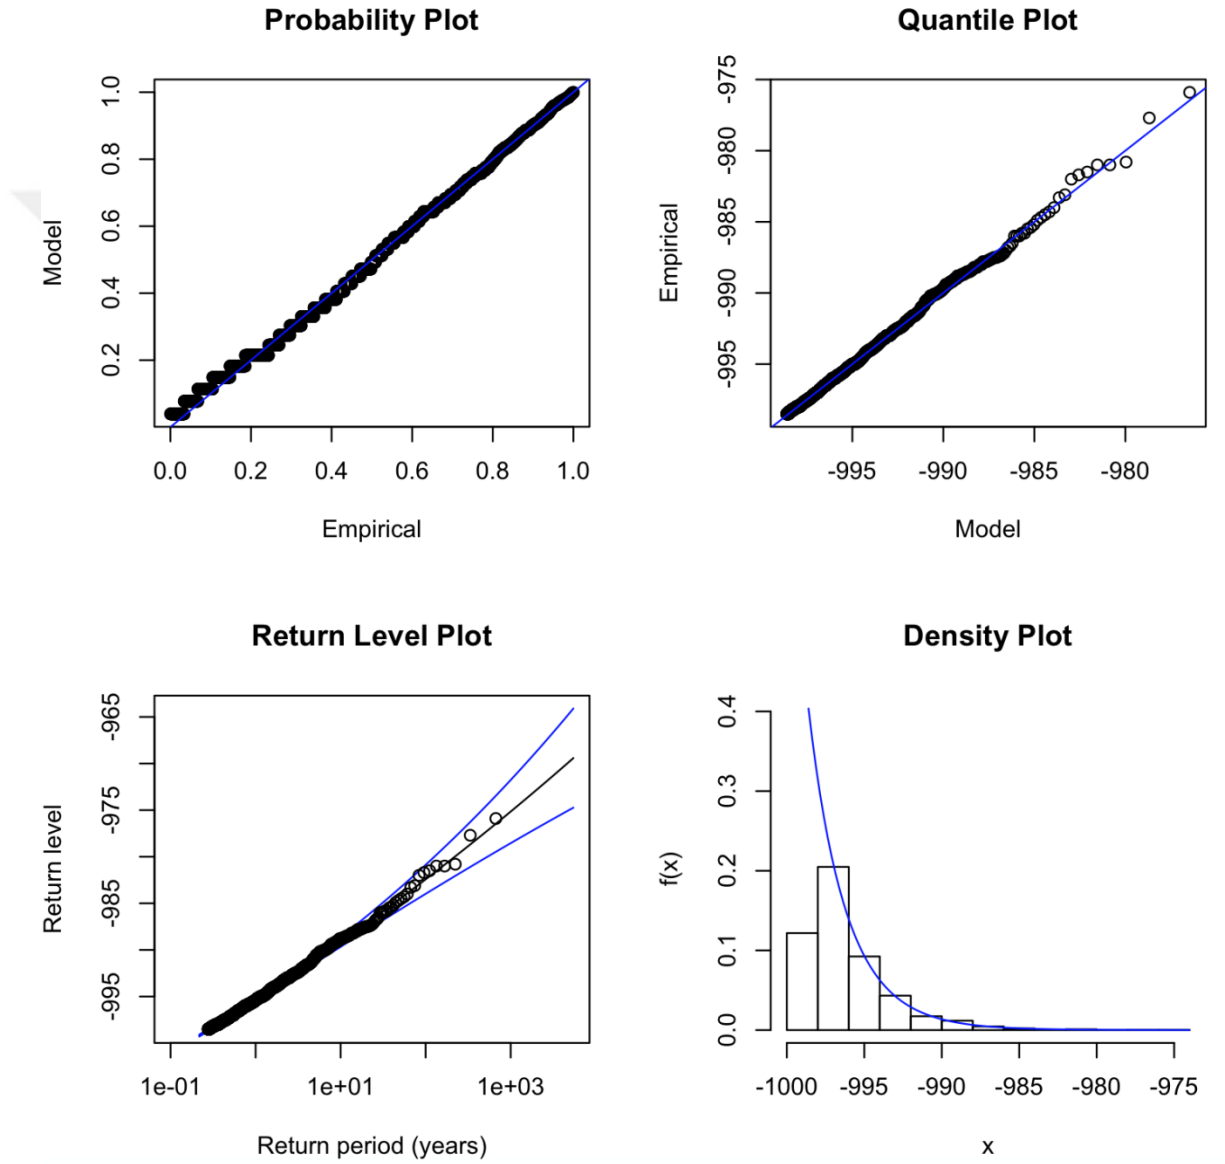 Probability Plot
Model
1.0
0.8
0.6
0.4
0.2
0.0 0.2 0.4 0.6 0.8 1.0
Empirical
Quantile Plot
Empirical
-975
-980
-985
-990
-995
-995 -990 -985 -980
Model
Return Level Plot
Return level
-965
-975
-985
-995
1e-01 1e+01 1e+03
Return period (years)
Density Plot
f(x)
0.4
0.3
0.2
0.1
0.0
-1000 -995 -990 -985 -980 -975
x